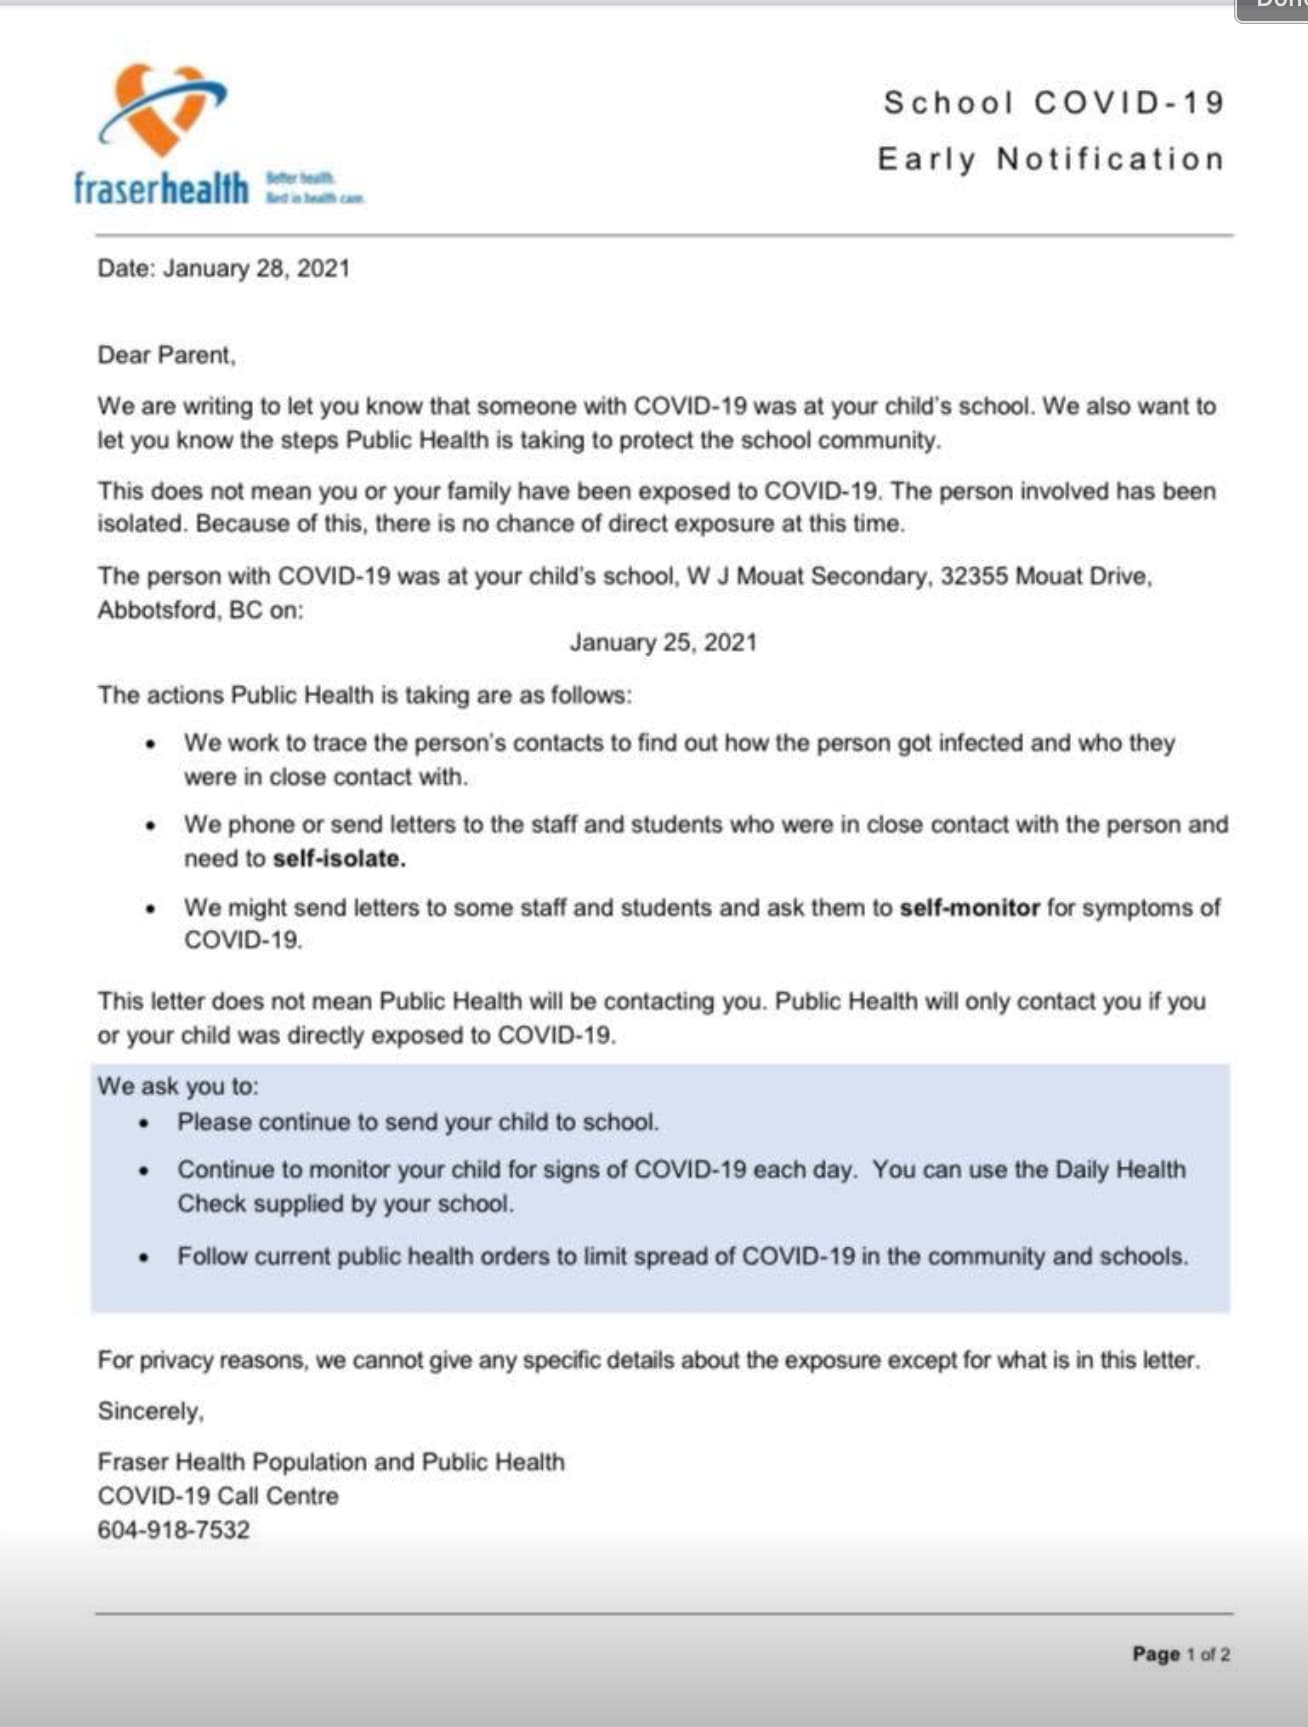 School COVID-19
Early Notification
fraserhealth
Better health.
Best in health care.
Date: January 28, 2021
Dear Parent,
We are writing to let you know that someone with COVID-19 was at your child's school. We also want to
let you know the steps Public Health is taking to protect the school community.
This does not mean you or your family have been exposed to COVID-19. The person involved has been
isolated. Because of this, there is no chance of direct exposure at this time.
The person with COVID-19 was at your child's school, W J Mouat Secondary, 32355 Mouat Drive,
Abbotsford, BC on:
January 25, 2021
The actions Public Health is taking are as follows:
• We work to trace the person's contacts to find out how the person got infected and who they
were in close contact with.
• We phone or send letters to the staff and students who were in close contact with the person and
need to self-isolate.
• We might send letters to some staff and students and ask them to self-monitor for symptoms of
COVID-19.
This letter does not mean Public Health will be contacting you. Public Health will only contact you if you
or your child was directly exposed to COVID-19.
We ask you to:
• Please continue to send your child to school.
• Continue to monitor your child for signs of COVID-19 each day. You can use the Daily Health
Check supplied by your school.
• Follow current public health orders to limit spread of COVID-19 in the community and schools.
For privacy reasons, we cannot give any specific details about the exposure except for what is in this letter.
Sincerely,
Fraser Health Population and Public Health
COVID-19 Call Centre
604-918-7532
Page 1 of 2